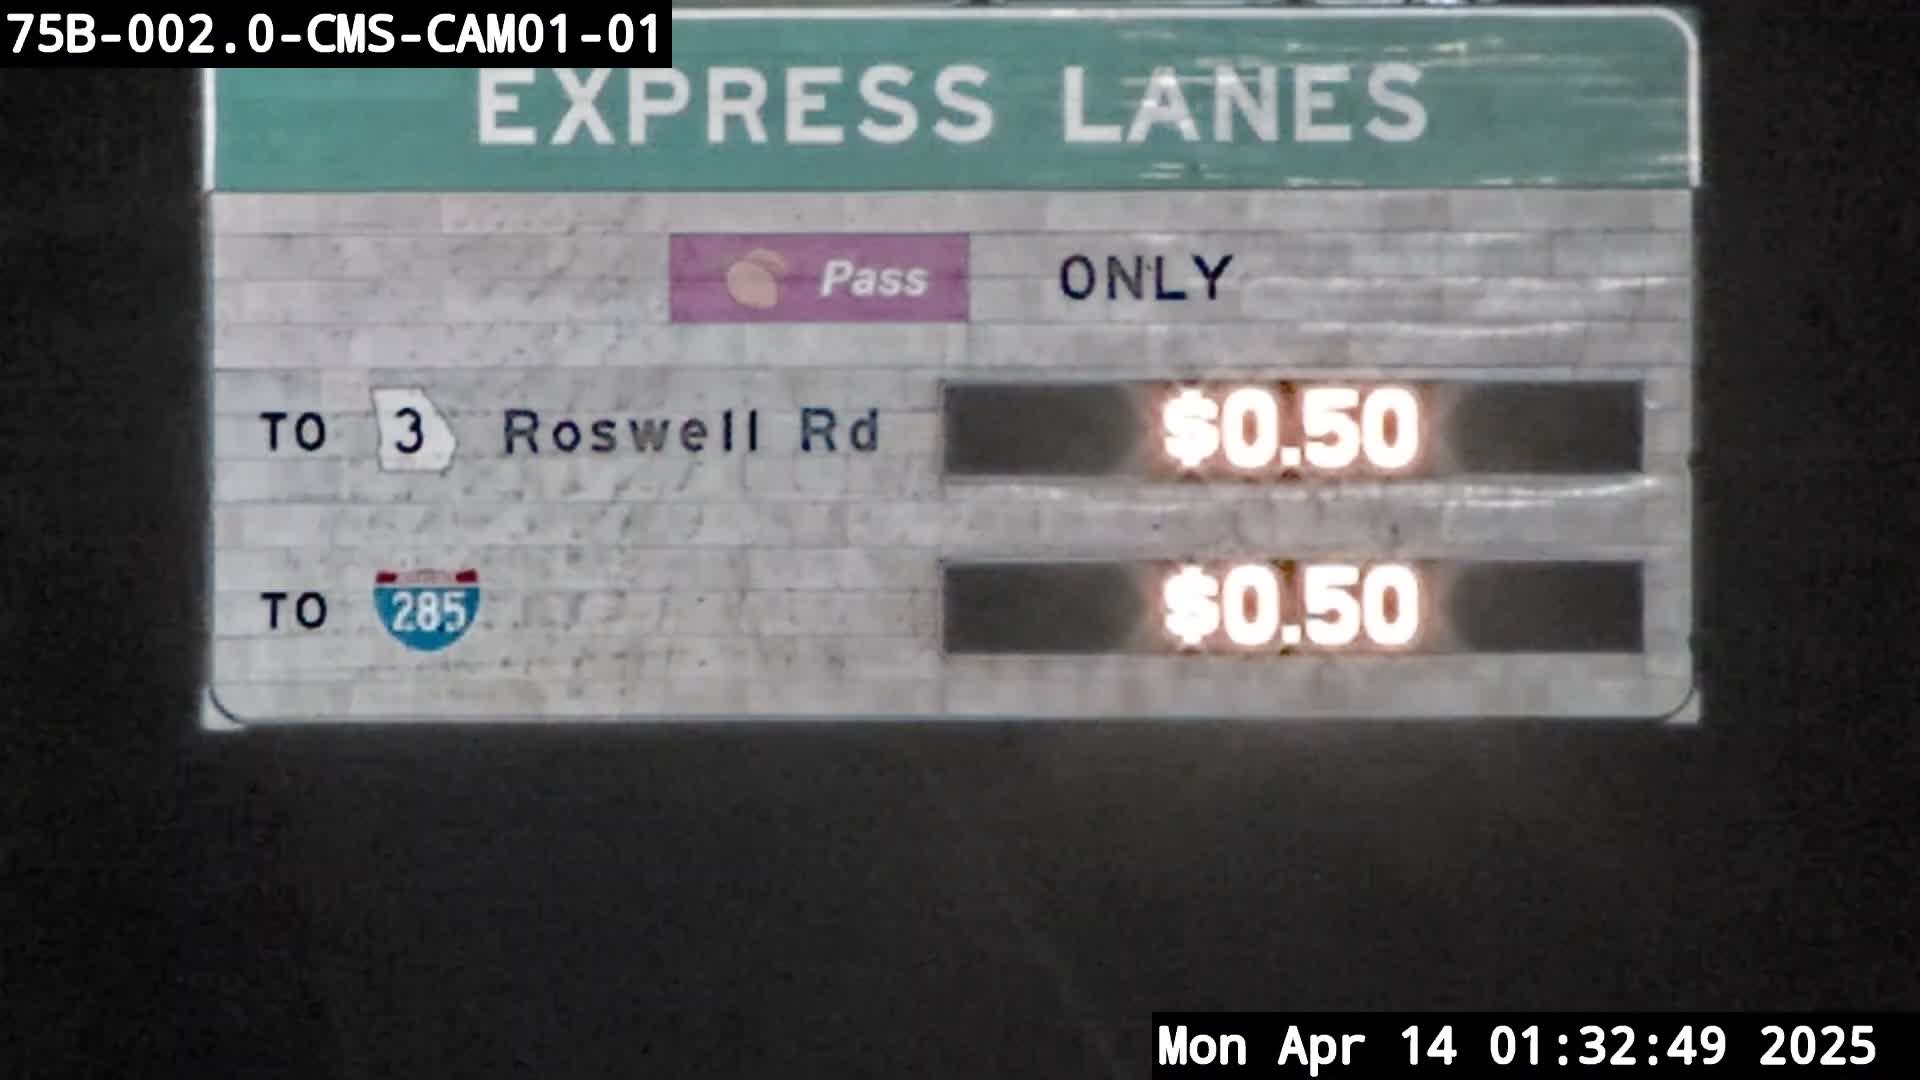 75B-002.0-CMS-CAM01-01
EXPRESS LANES
Pass ONLY
TO 3 Roswell Rd $0.50
TO 285 $0.50
Mon Apr 14 01:32:49 2025